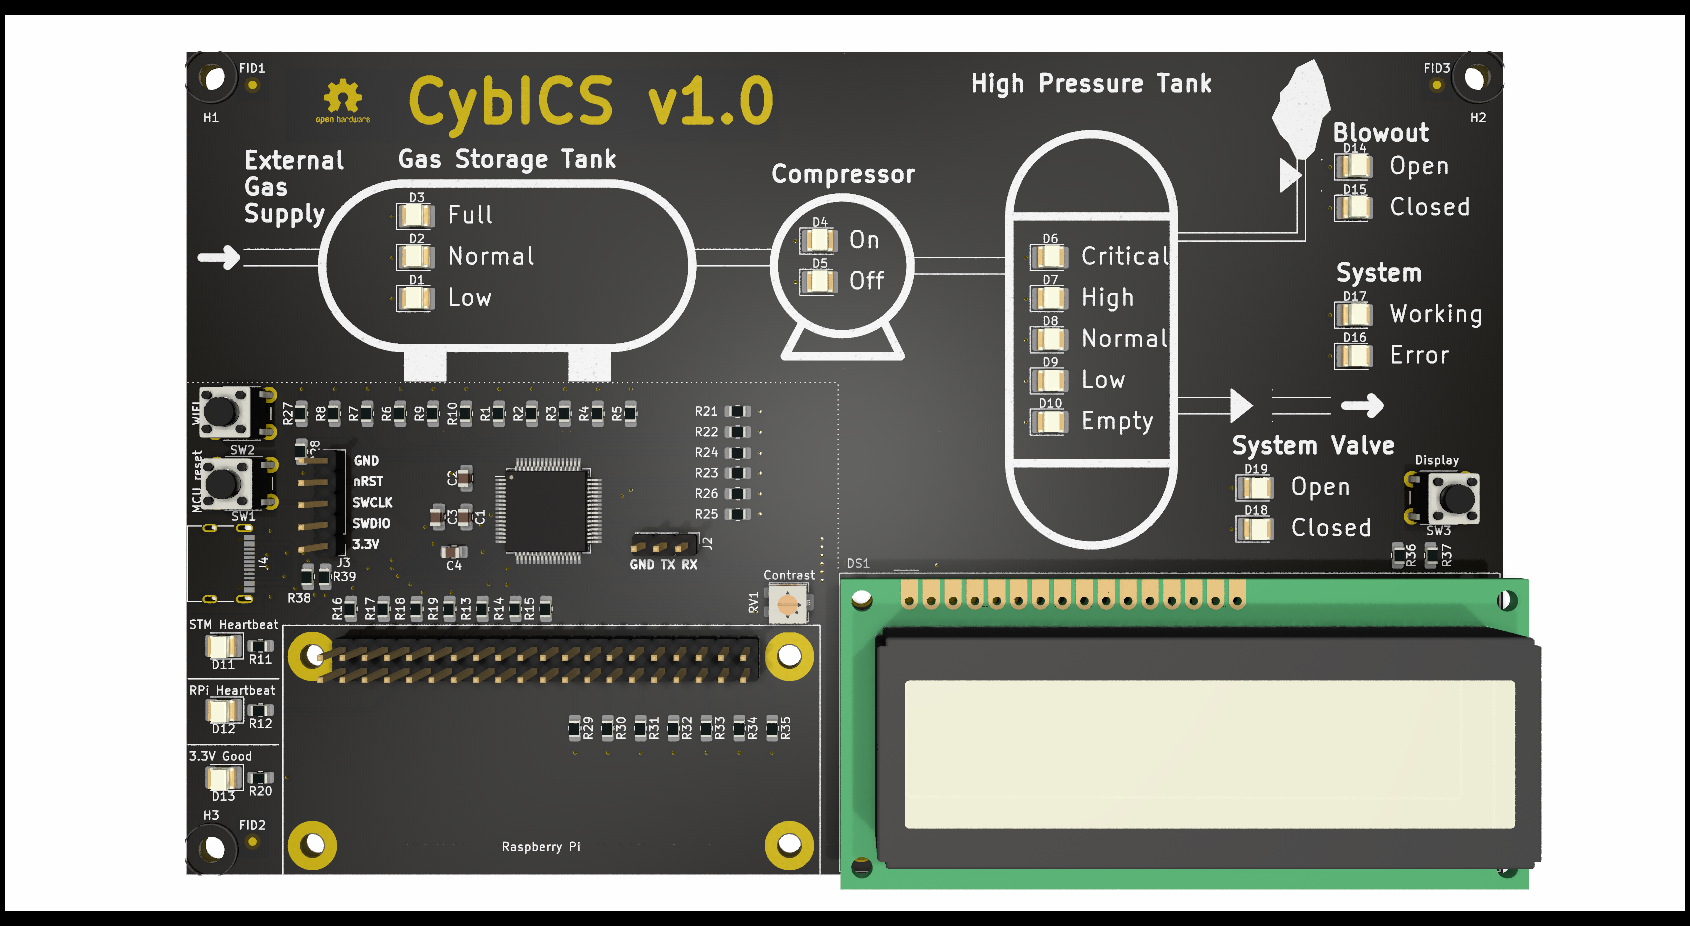 FID1
open hardware
CybICS v1.0
High Pressure Tank
FID3
H1
H2
External
Gas
Supply
Gas Storage Tank
Compressor
Blowout
D14
Open
D15
Closed
D3
Full
D2
Normal
D1
Low
D4
On
D5
Off
D6
Critical
D7
High
D8
Normal
D9
Low
D10
Empty
System
D17
Working
D16
Error
System Valve
D19
Open
D18
Closed
Display
SW3
R36
R37
WIFI
SW2
MCU reset
SW1
R27
R8
R7
R6
R9
R10
R1
R2
R3
R4
R5
R21
R22
R24
R23
R26
R25
GND
nRST
SWCLK
SWDIO
3.3V
J3
J4
R38
R39
C2
C3
C1
C4
J2
GND TX RX
Contrast
RV1
DS1
R16
R17
R18
R19
R13
R14
R15
STM Heartbeat
D11
R11
RPi Heartbeat
D12
R12
3.3V Good
D13
R20
H3
FID2
R29
R30
R31
R32
R33
R34
R35
Raspberry Pi